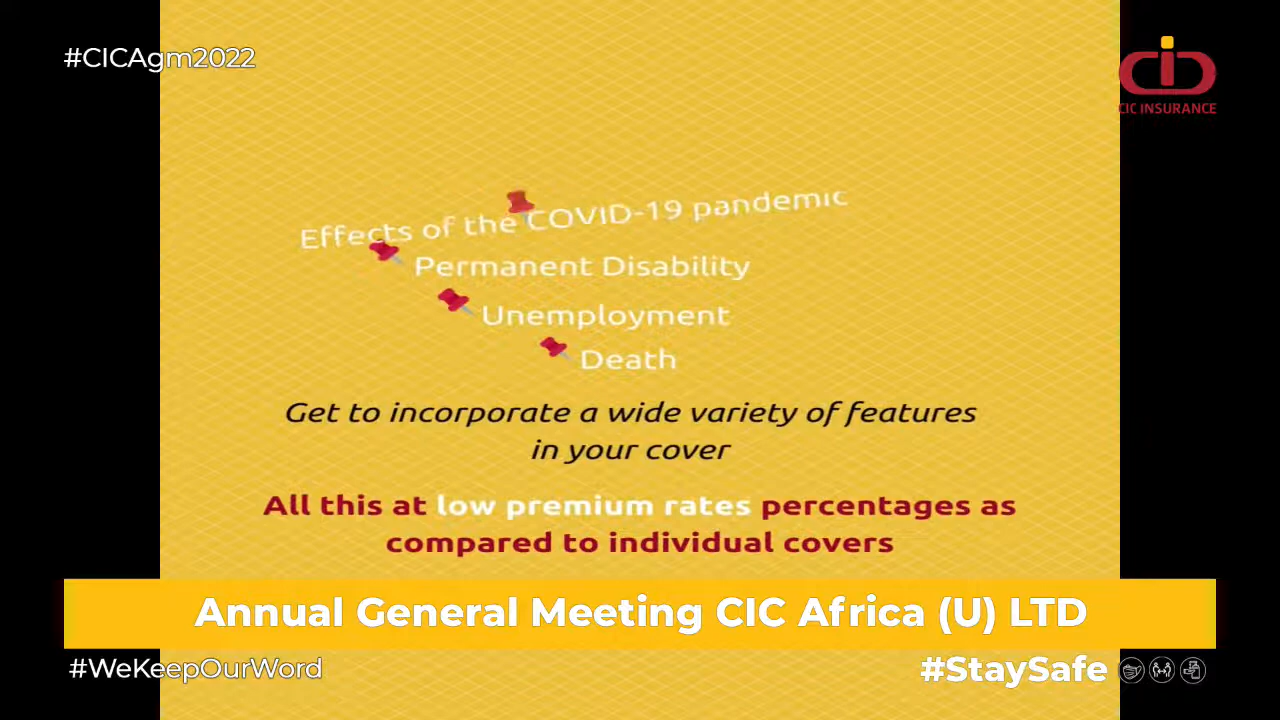 #CICAgm2022
CIC INSURANCE
Effects of the COVID-19 pandemic
Permanent Disability
Unemployment
Death
Get to incorporate a wide variety of features
in your cover
All this at low premium rates percentages as
compared to individual covers
Annual General Meeting CIC Africa (U) LTD
#WeKeepOurWord
#StaySafe